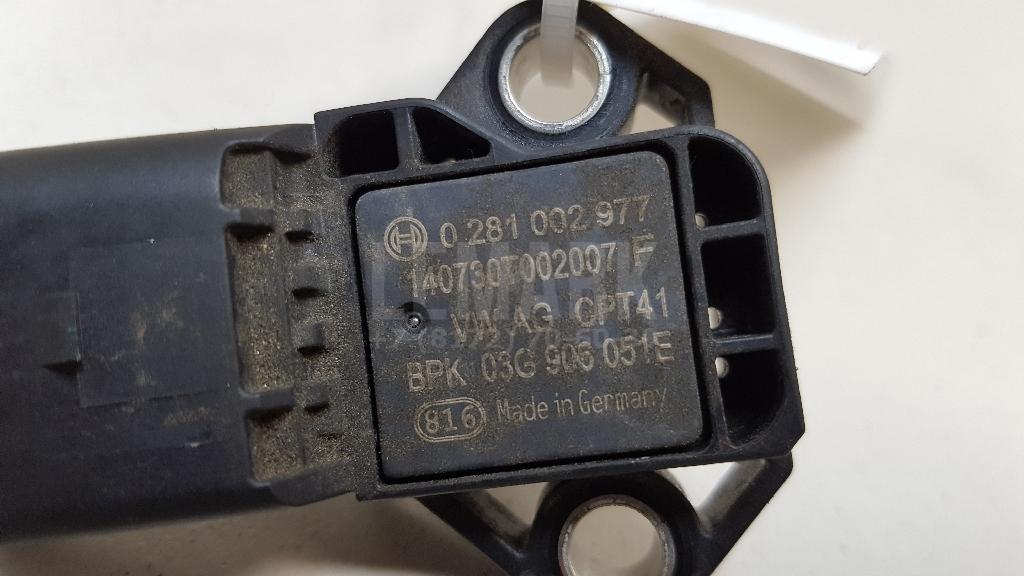 0 281 002 977
140730T002007 F
VW AG CPT41
BPK 03G 906 051E
816 Made in Germany